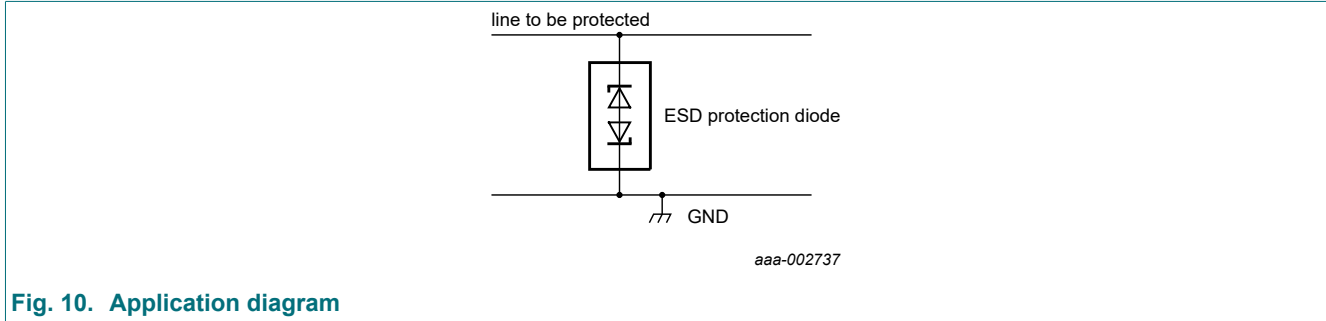 line to be protected
ESD protection diode
GND
aaa-002737
Fig. 10. Application diagram